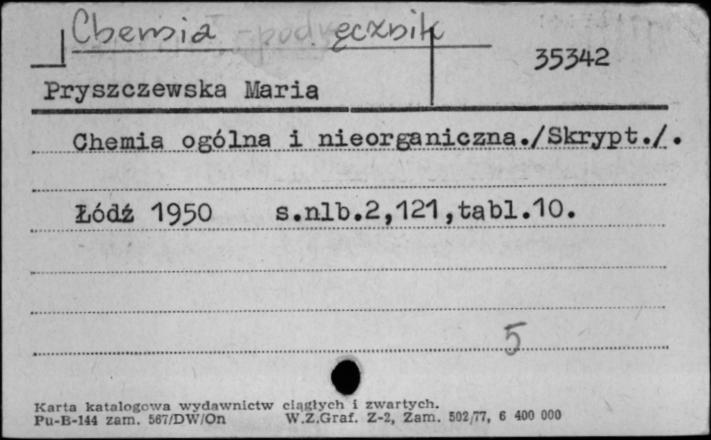 Chemia - podręcznik
35342
Pryszczewska Maria
Chemia ogólna i nieorganiczna./Skrypt./.
Łódź 1950 s.nlb.2,121,tabl.10.
5
Karta katalogowa wydawnictw ciągłych i zwartych.
Pu-B-144 zam. 567/DW/On W.Z.Graf. Z-2, Zam. 502/77, 6 400 000